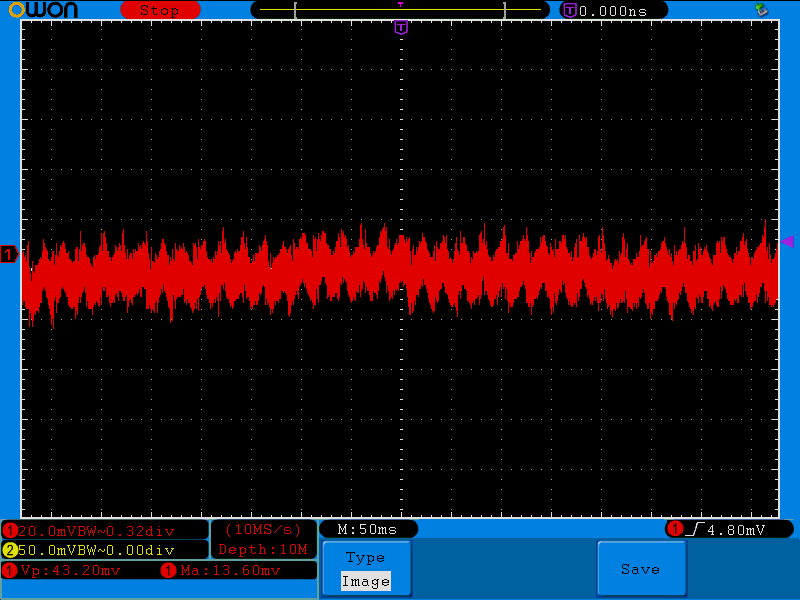 OWON Stop T T 0.000ns
T
1
1 20.0mVBW~0.32div (10MS/s) M:50ms 1 4.80mV
2 50.0mVBW~0.00div Depth:10M
1 Vp:43.20mv 1 Ma:13.60mv
Type
Image
Save